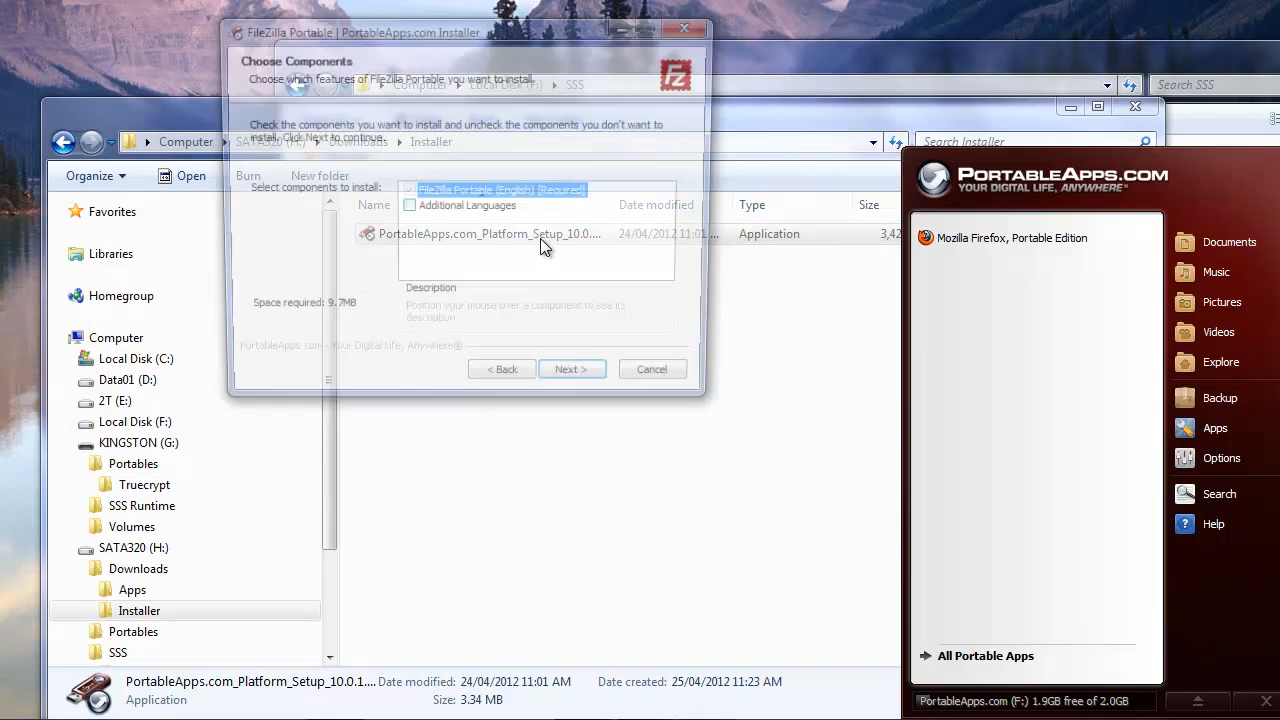 FileZilla Portable | PortableApps.com Installer
Choose Components
Choose which features of FileZilla Portable you want to install.
Computer Local Disk (F:) SSS
Search SSS
Check the components you want to install and uncheck the components you don't want to
install. Click Next to continue.
Computer SATA320 (H:) Downloads Installer
Search Installer
Organize Open Burn New folder
Select components to install:
FileZilla Portable (English) [Required]
Additional Languages
Name Date modified Type Size
PortableApps.com_Platform_Setup_10.0.... 24/04/2012 11:01 ... Application 3,42
Description
Position your mouse over a component to see its
description
Space required: 9.7MB
PortableApps.com - Your Digital Life, Anywhere®
< Back Next > Cancel
Favorites
Libraries
Homegroup
Computer
Local Disk (C:)
Data01 (D:)
2T (E:)
Local Disk (F:)
KINGSTON (G:)
Portables
Truecrypt
SSS Runtime
Volumes
SATA320 (H:)
Downloads
Apps
Installer
Portables
SSS
PortableApps.com_Platform_Setup_10.0.1.... Date modified: 24/04/2012 11:01 AM Date created: 25/04/2012 11:23 AM
Application Size: 3.34 MB
PORTABLEAPPS.COM
YOUR DIGITAL LIFE, ANYWHERE™
Mozilla Firefox, Portable Edition
All Portable Apps
PortableApps.com (F:) 1.9GB free of 2.0GB
Documents
Music
Pictures
Videos
Explore
Backup
Apps
Options
Search
Help